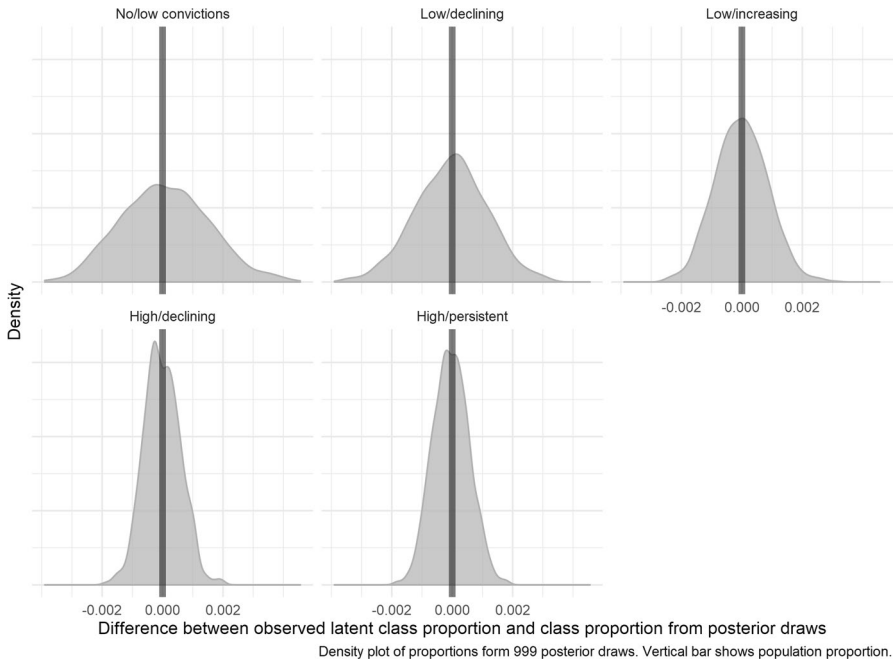 No/low convictions
Low/declining
Low/increasing
Density
-0.002
0.000
0.002
High/declining
High/persistent
-0.002
0.000
0.002
-0.002
0.000
0.002
Difference between observed latent class proportion and class proportion from posterior draws
Density plot of proportions form 999 posterior draws. Vertical bar shows population proportion.